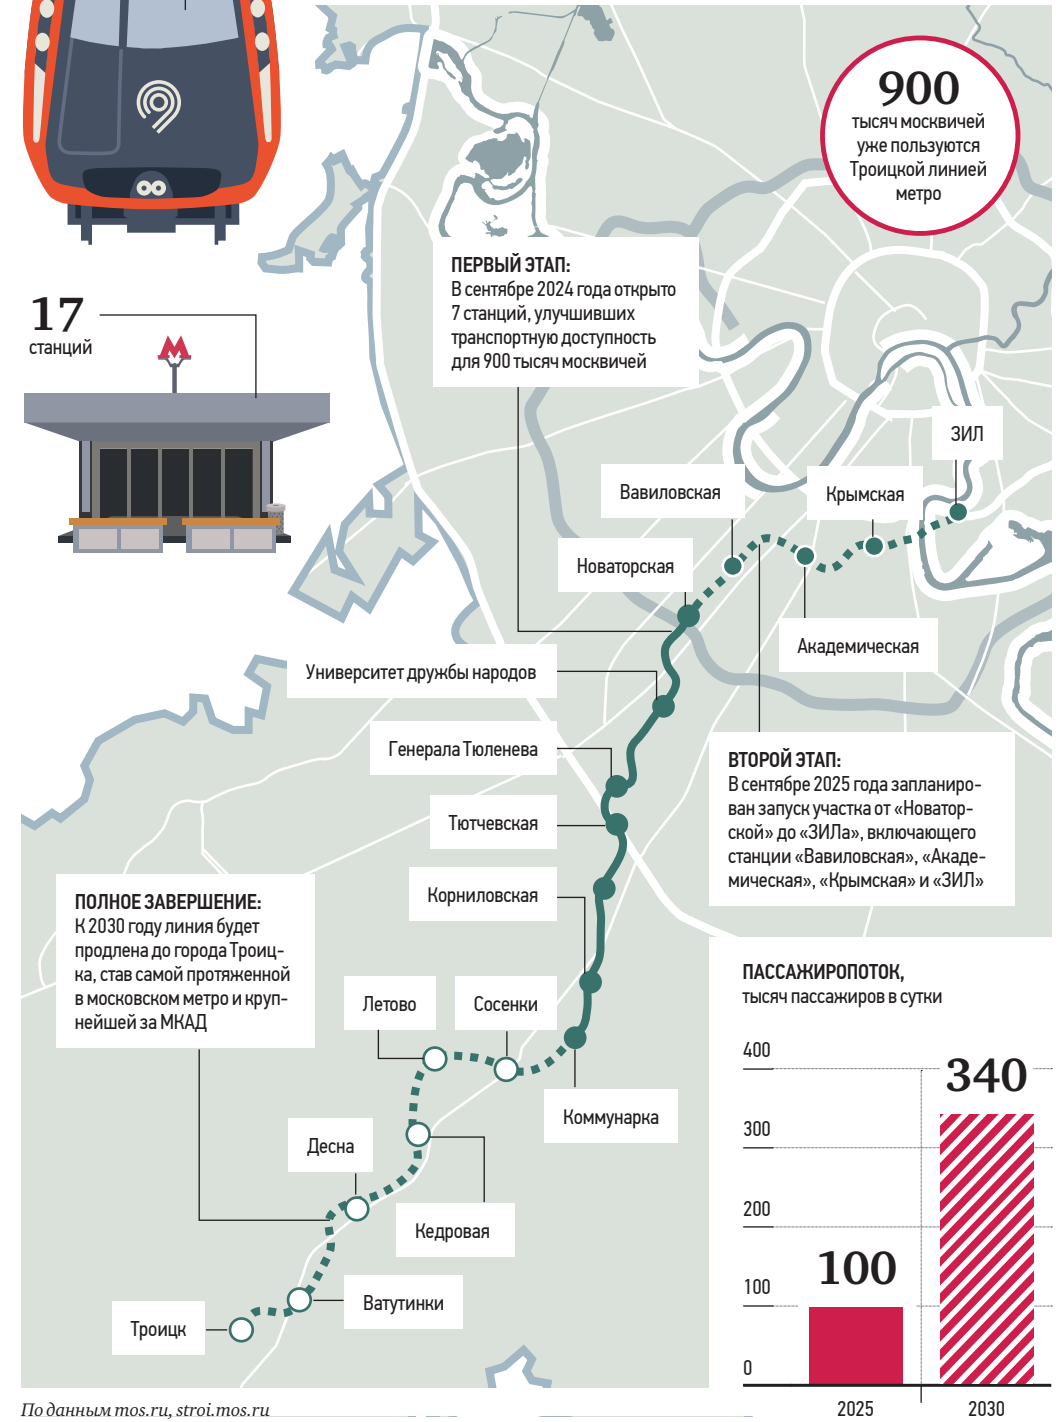 900
тысяч москвичей
уже пользуются
Троицкой линией
метро
17
станций
ПЕРВЫЙ ЭТАП:
В сентябре 2024 года открыто
7 станций, улучшивших
транспортную доступность
для 900 тысяч москвичей
ЗИЛ
Вавиловская
Крымская
Новаторская
Академическая
Университет дружбы народов
Генерала Тюленева
Тютчевская
Корниловская
ВТОРОЙ ЭТАП:
В сентябре 2025 года запланиро-
ван запуск участка от «Новатор-
ской» до «ЗИЛа», включающего
станции «Вавиловская», «Акаде-
мическая», «Крымская» и «ЗИЛ»
ПОЛНОЕ ЗАВЕРШЕНИЕ:
К 2030 году линия будет
продлена до города Троиц-
ка, став самой протяженной
в московском метро и круп-
нейшей за МКАД
Летово
Сосенки
Коммунарка
Десна
Кедровая
Ватутинки
Троицк
ПАССАЖИРОПОТОК,
тысяч пассажиров в сутки
400
340
300
200
100
100
0
2025
2030
По данным mos.ru, stroi.mos.ru